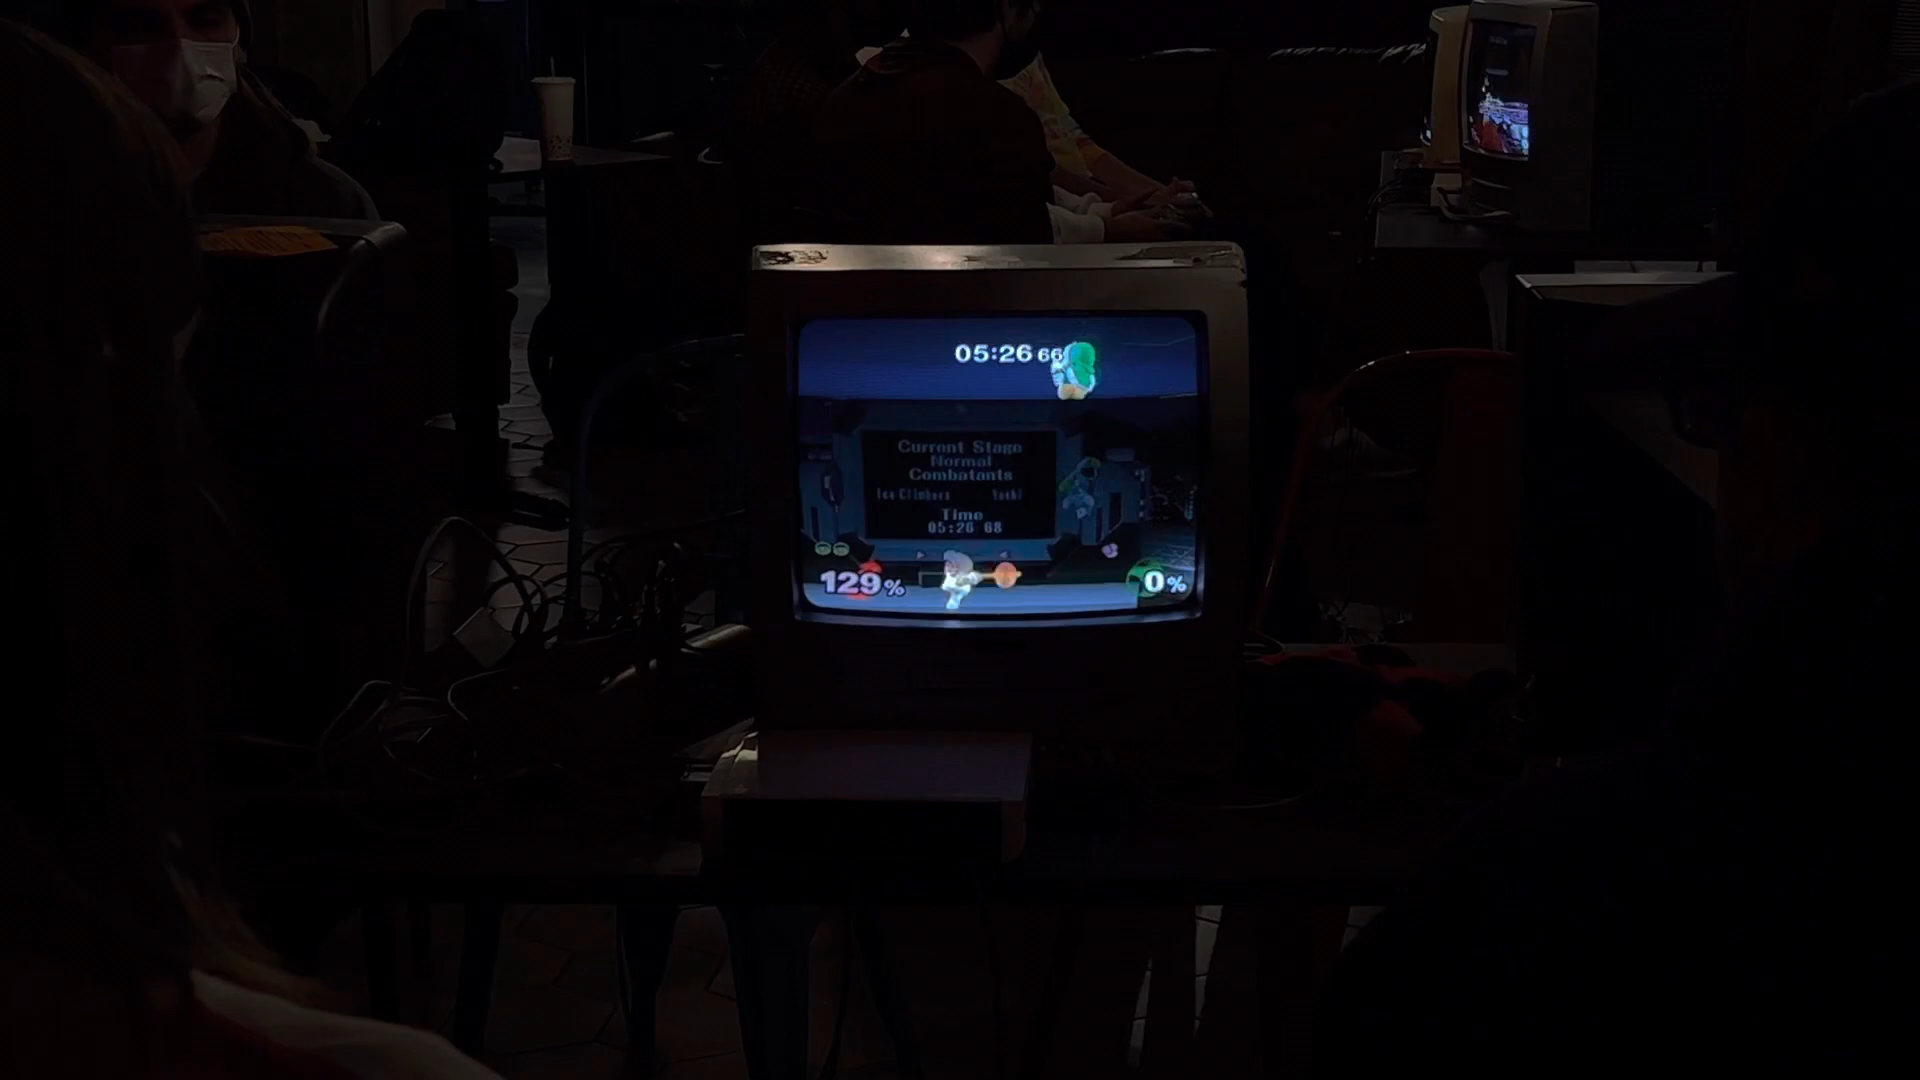 05:26 66
Current Stage
Normal
Combatants
Ice Climbers Yoshi
Time
05:26 68
129%
0%